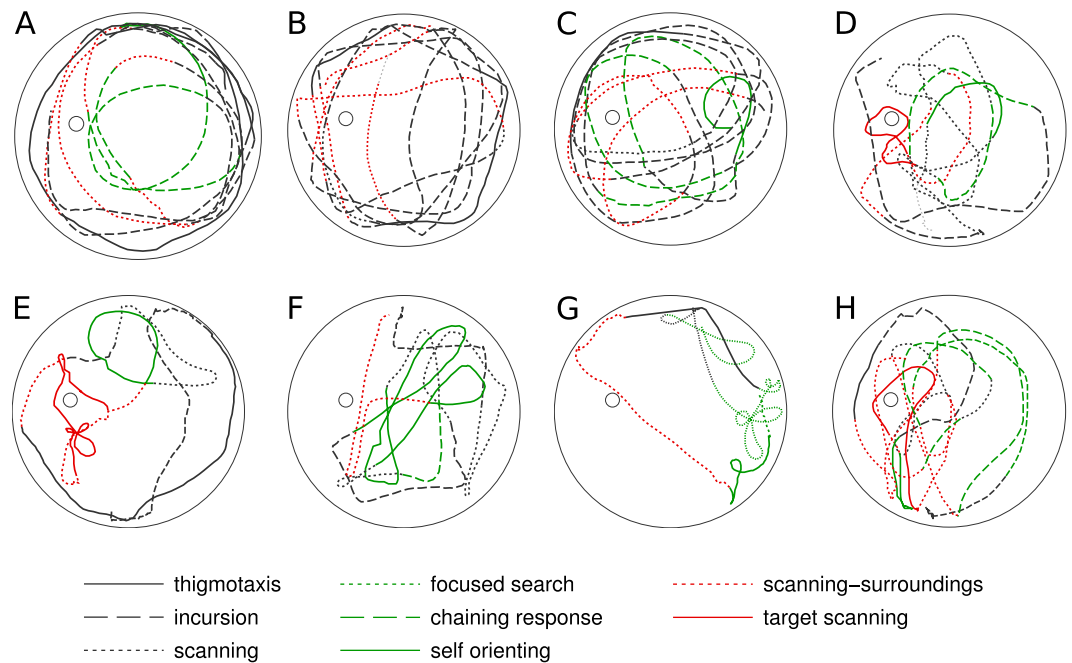 A B C D
E F G H
thigmotaxis focused search scanning–surroundings
incursion chaining response target scanning
scanning self orienting